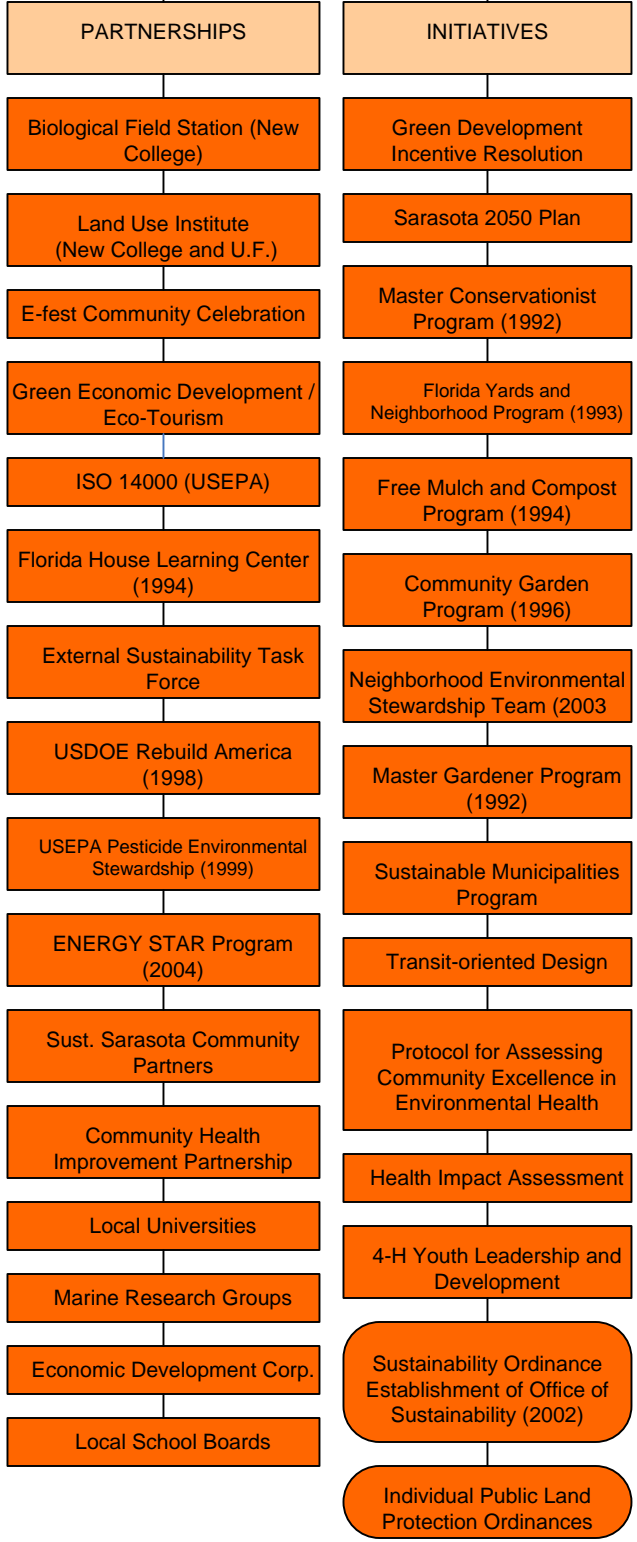 PARTNERSHIPS
Biological Field Station (New
College)
Land Use Institute
(New College and U.F.)
E-fest Community Celebration
Green Economic Development /
Eco-Tourism
ISO 14000 (USEPA)
Florida House Learning Center
(1994)
External Sustainability Task
Force
USDOE Rebuild America
(1998)
USEPA Pesticide Environmental
Stewardship (1999)
ENERGY STAR Program
(2004)
Sust. Sarasota Community
Partners
Community Health
Improvement Partnership
Local Universities
Marine Research Groups
Economic Development Corp.
Local School Boards
INITIATIVES
Green Development
Incentive Resolution
Sarasota 2050 Plan
Master Conservationist
Program (1992)
Florida Yards and
Neighborhood Program (1993)
Free Mulch and Compost
Program (1994)
Community Garden
Program (1996)
Neighborhood Environmental
Stewardship Team (2003
Master Gardener Program
(1992)
Sustainable Municipalities
Program
Transit-oriented Design
Protocol for Assessing
Community Excellence in
Environmental Health
Health Impact Assessment
4-H Youth Leadership and
Development
Sustainability Ordinance
Establishment of Office of
Sustainability (2002)
Individual Public Land
Protection Ordinances